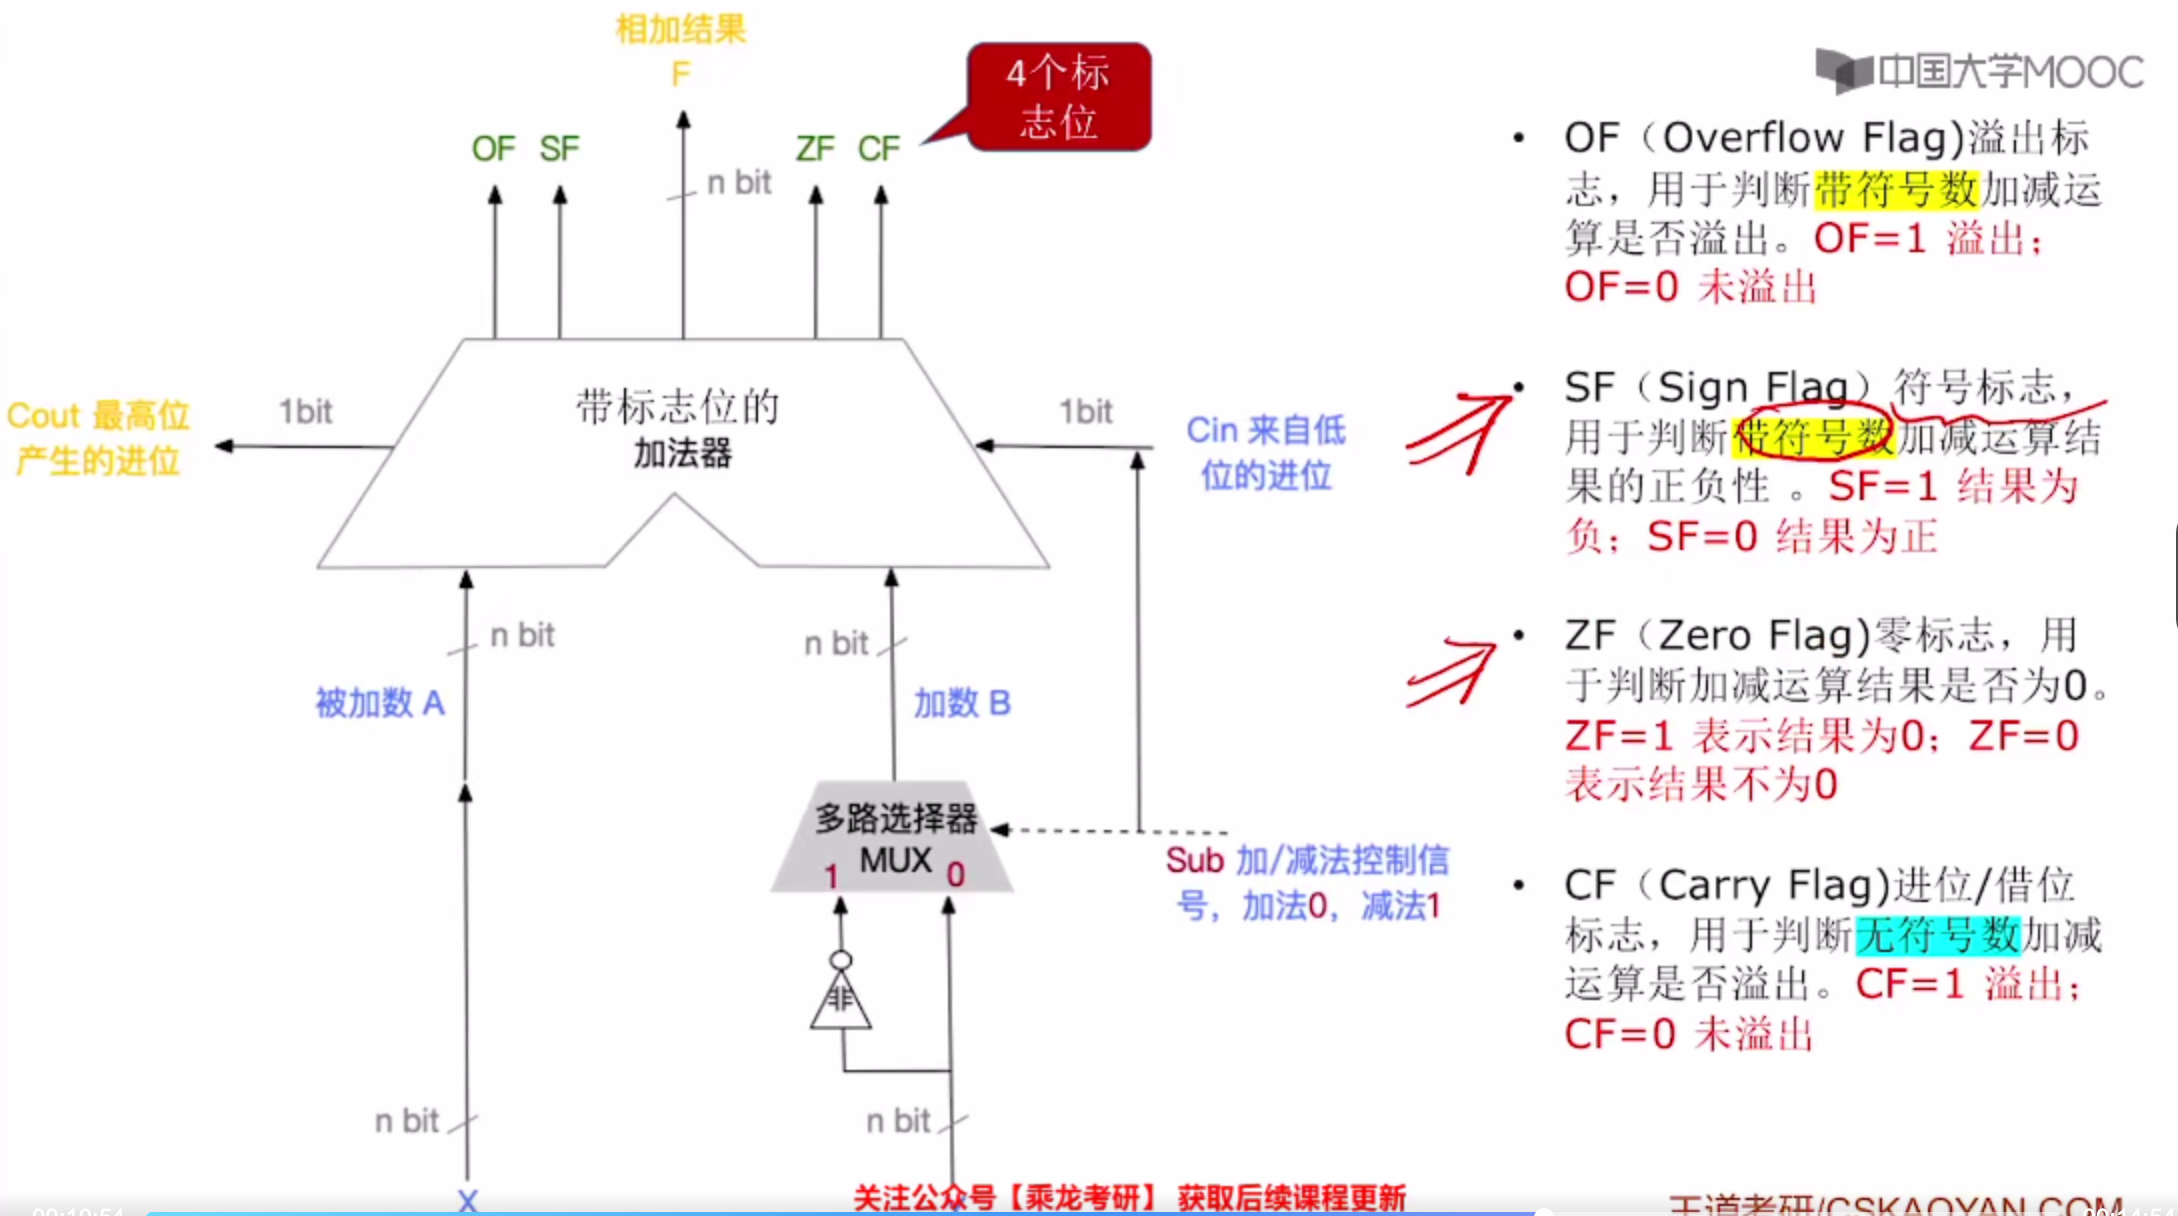 相加结果
F
4个标
志位
OF SF
ZF CF
n bit
中国大学MOOC
Cout 最高位
产生的进位
1bit
带标志位的
加法器
1bit
Cin 来自低
位的进位
n bit
n bit
被加数 A
加数 B
多路选择器
MUX
1
0
Sub 加/减法控制信
号，加法0，减法1
非
n bit
n bit
X
• OF（Overflow Flag)溢出标
志，用于判断带符号数加减运
算是否溢出。OF=1 溢出；
OF=0 未溢出
• SF（Sign Flag）符号标志，
用于判断带符号数加减运算结
果的正负性 。SF=1 结果为
负；SF=0 结果为正
• ZF（Zero Flag)零标志，用
于判断加减运算结果是否为0。
ZF=1 表示结果为0；ZF=0
表示结果不为0
• CF（Carry Flag)进位/借位
标志，用于判断无符号数加减
运算是否溢出。CF=1 溢出；
CF=0 未溢出
关注公众号【乘龙考研】 获取后续课程更新
王道考研/CSKAOYAN.COM
00:10:54
00:14:54